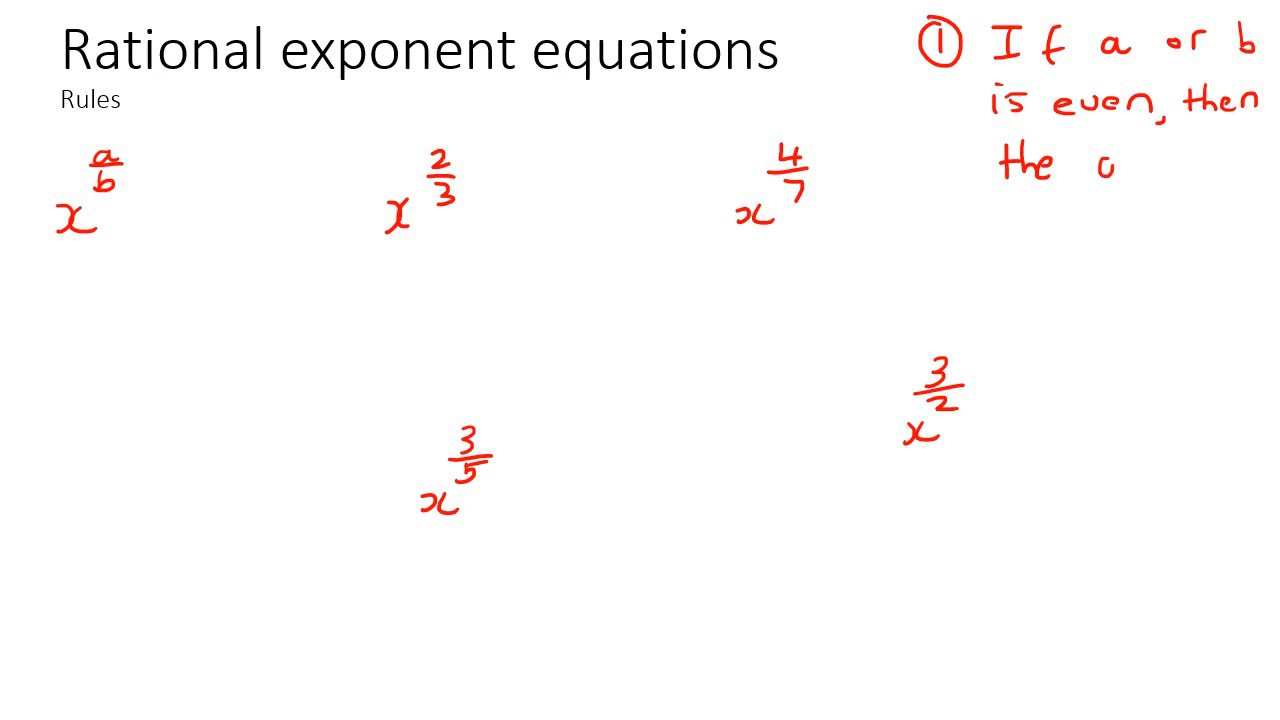 Rational exponent equations
Rules
① If a or b
is even, then
the a
x^(a/b)
x^(2/3)
x^(4/7)
x^(3/5)
x^(3/2)